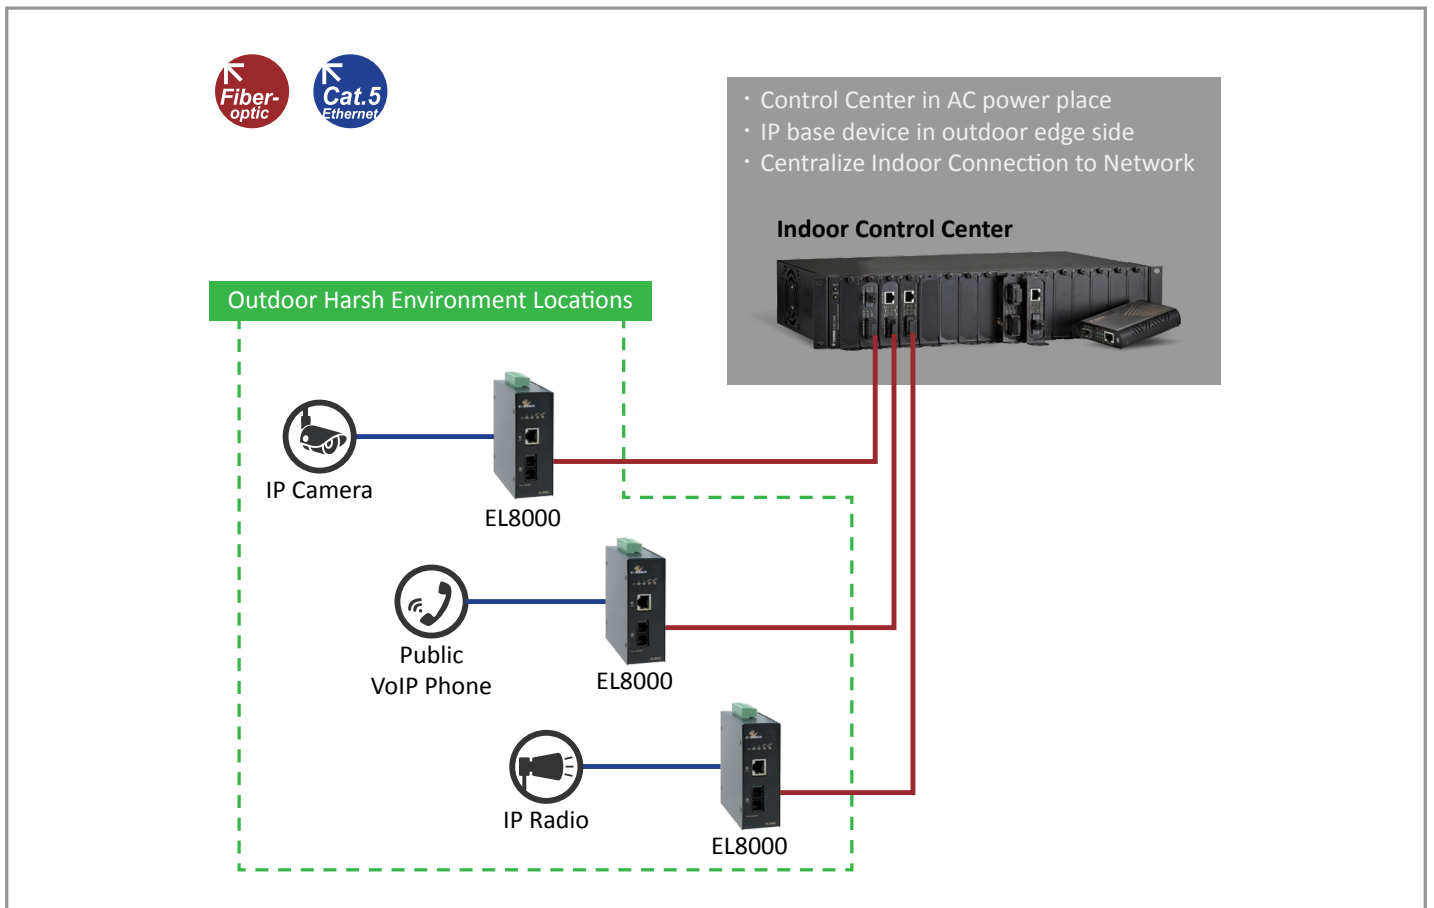 Fiber-
optic
Cat.5
Ethernet
· Control Center in AC power place
· IP base device in outdoor edge side
· Centralize Indoor Connection to Network
Indoor Control Center
Outdoor Harsh Environment Locations
IP Camera
EL8000
Public
VoIP Phone
EL8000
IP Radio
EL8000